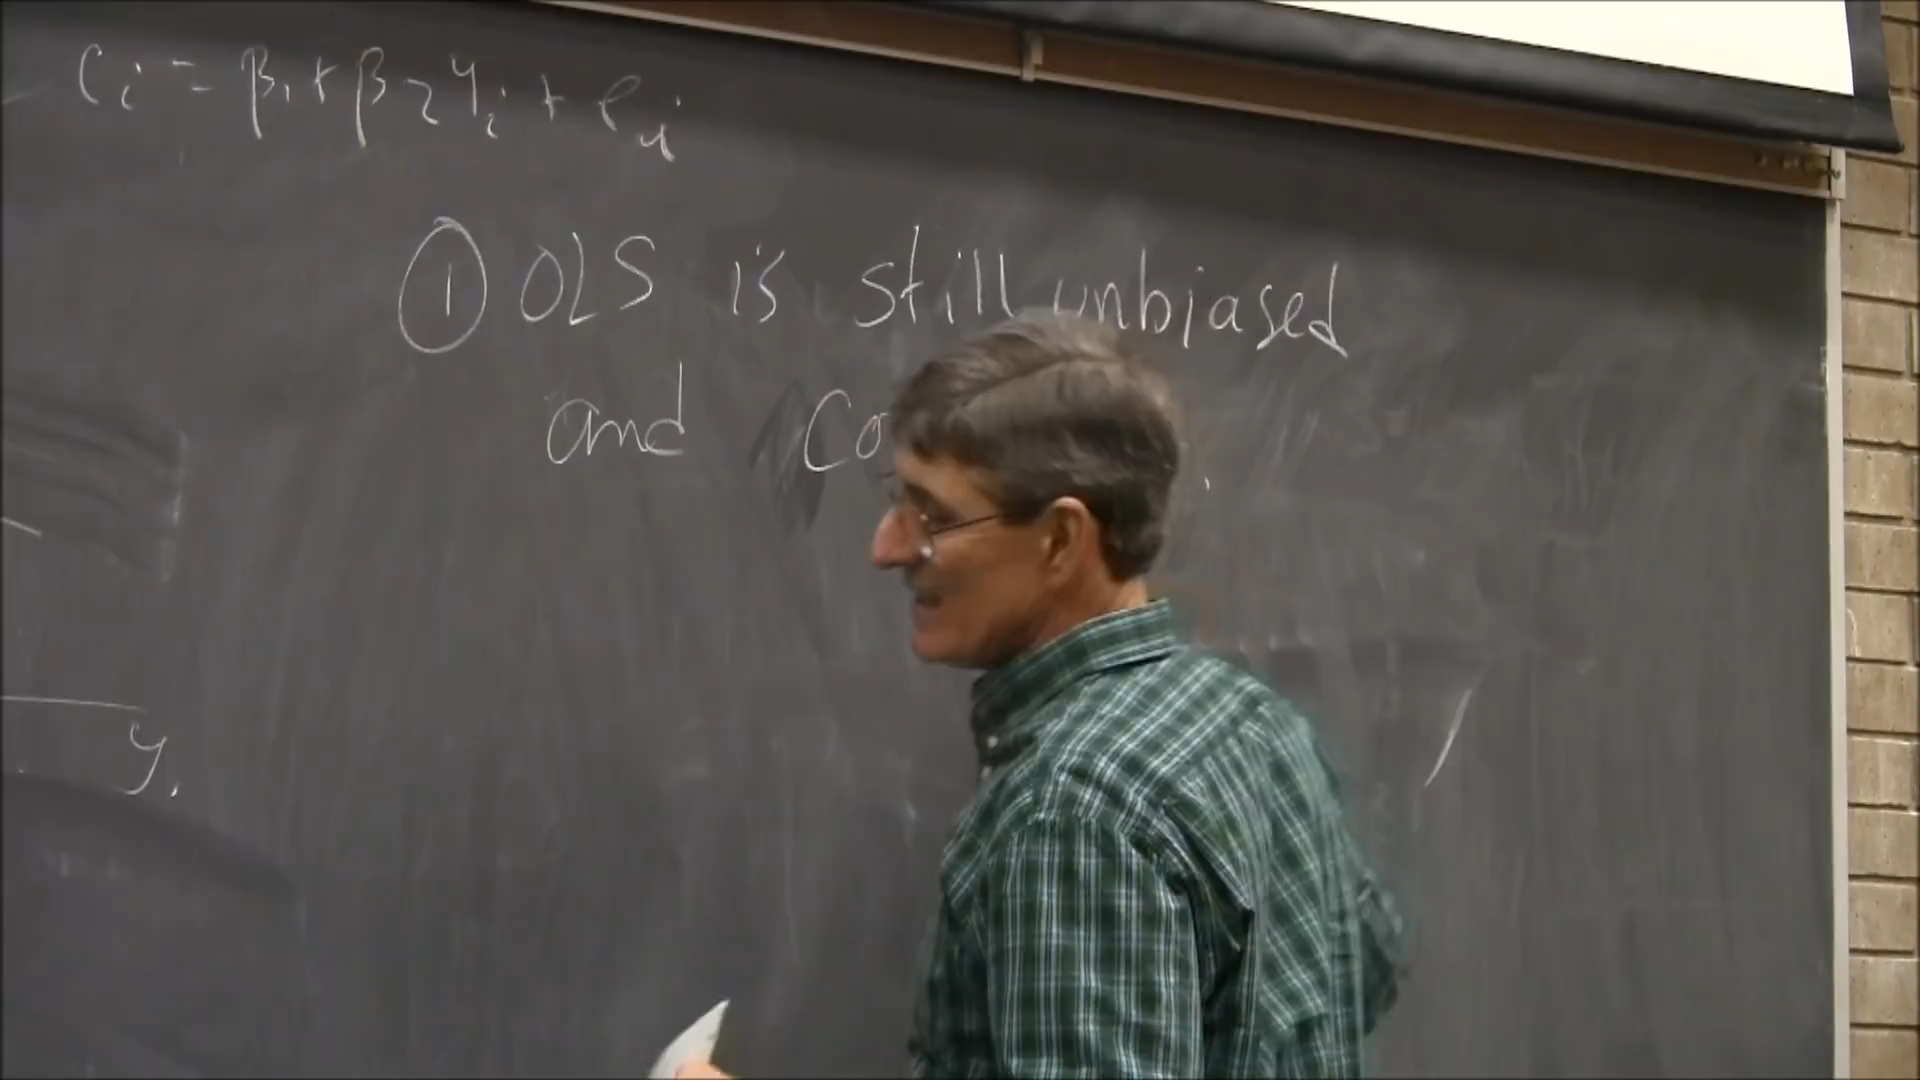 Ci = β1 + β2 Yi + ei
① OLS is still unbiased
and Co
y.